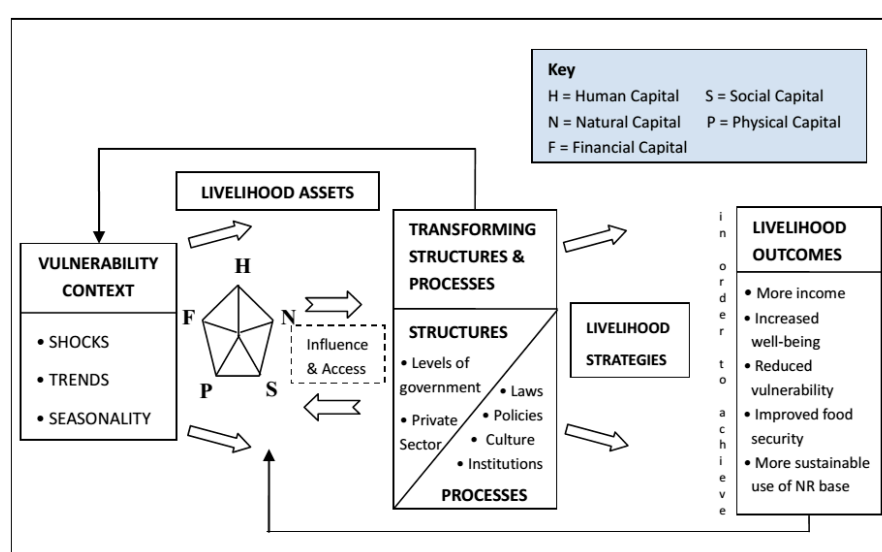 Key
H = Human Capital S = Social Capital
N = Natural Capital P = Physical Capital
F = Financial Capital
LIVELIHOOD ASSETS
VULNERABILITY
CONTEXT
• SHOCKS
• TRENDS
• SEASONALITY
H
F
N
P
S
Influence
& Access
TRANSFORMING
STRUCTURES &
PROCESSES
STRUCTURES
• Levels of
government
• Private
Sector
• Laws
• Policies
• Culture
• Institutions
PROCESSES
LIVELIHOOD
STRATEGIES
in order to achieve
LIVELIHOOD
OUTCOMES
• More income
• Increased
well-being
• Reduced
vulnerability
• Improved food
security
• More sustainable
use of NR base